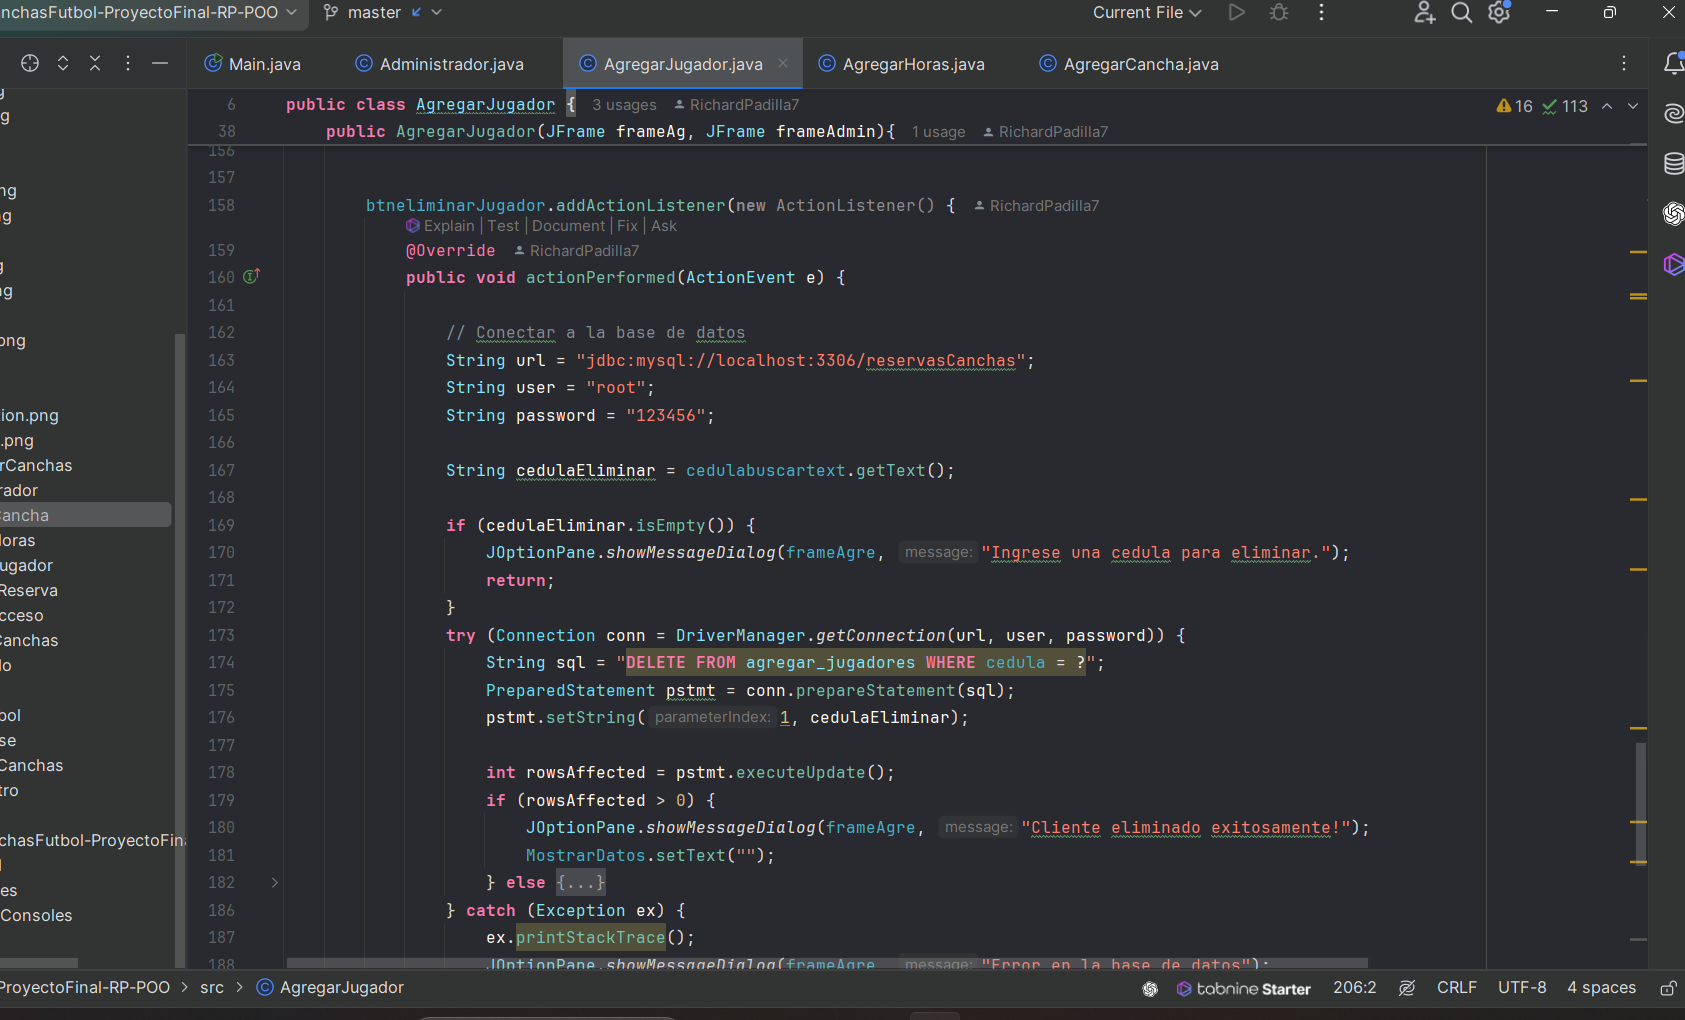 nchasFutbol-ProyectoFinal-RP-POO
master
Current File
Main.java
Administrador.java
AgregarJugador.java
AgregarHoras.java
AgregarCancha.java
6 public class AgregarJugador { 3 usages RichardPadilla7
16 113
38 public AgregarJugador(JFrame frameAg, JFrame frameAdmin){ 1 usage RichardPadilla7
156
157
158 btneliminarJugador.addActionListener(new ActionListener() { RichardPadilla7
Explain | Test | Document | Fix | Ask
159 @Override RichardPadilla7
160 public void actionPerformed(ActionEvent e) {
161
162 // Conectar a la base de datos
163 String url = "jdbc:mysql://localhost:3306/reservasCanchas";
164 String user = "root";
165 String password = "123456";
166
167 String cedulaEliminar = cedulabuscartext.getText();
168
169 if (cedulaEliminar.isEmpty()) {
170 JOptionPane.showMessageDialog(frameAgre, message: "Ingrese una cedula para eliminar.");
171 return;
172 }
173 try (Connection conn = DriverManager.getConnection(url, user, password)) {
174 String sql = "DELETE FROM agregar_jugadores WHERE cedula = ?";
175 PreparedStatement pstmt = conn.prepareStatement(sql);
176 pstmt.setString( parameterIndex: 1, cedulaEliminar);
177
178 int rowsAffected = pstmt.executeUpdate();
179 if (rowsAffected > 0) {
180 JOptionPane.showMessageDialog(frameAgre, message: "Cliente eliminado exitosamente!");
181 MostrarDatos.setText("");
182 } else {...}
186 } catch (Exception ex) {
187 ex.printStackTrace();
188 JOptionPane.showMessageDialog(frameAgre message: "Error en la base de datos");
g
ng
g
g
ng
png
ion.png
.png
rCanchas
rador
Cancha
Horas
ugador
Reserva
cceso
Canchas
lo
bol
se
Canchas
tro
chasFutbol-ProyectoFin
l
es
Consoles
ProyectoFinal-RP-POO > src > AgregarJugador
tabnine Starter
206:2
CRLF
UTF-8
4 spaces